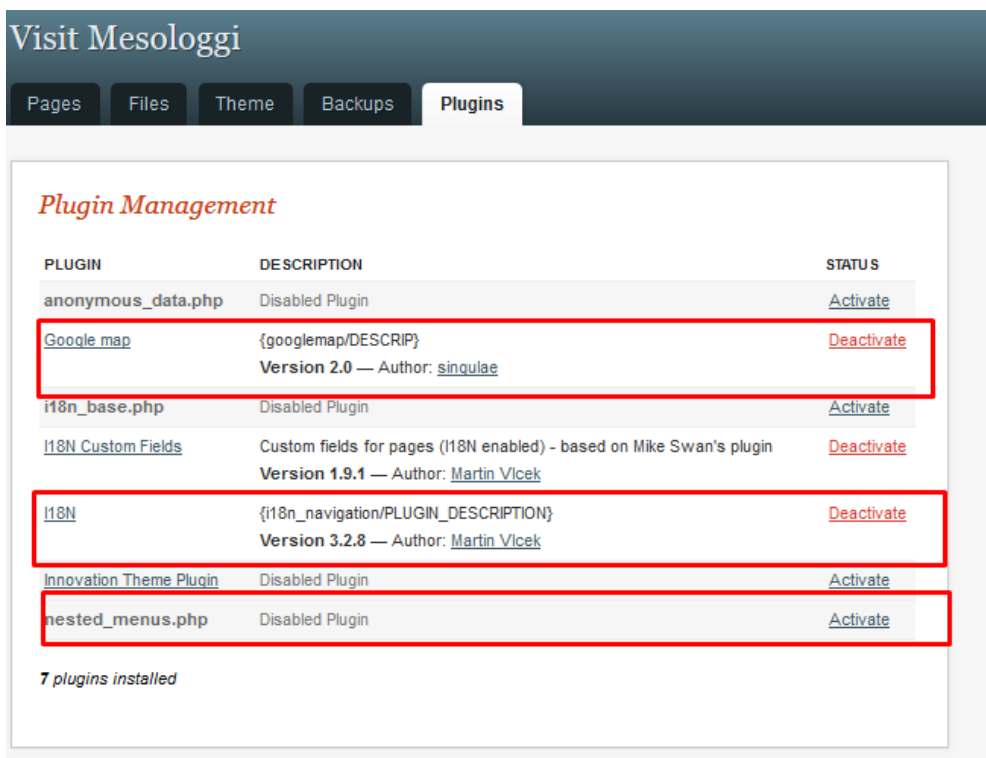 Visit Mesologgi
Pages Files Theme Backups Plugins
Plugin Management
PLUGIN DESCRIPTION STATUS
anonymous_data.php Disabled Plugin Activate
Google map {googlemap/DESCRIP} Deactivate
Version 2.0 — Author: singulae
i18n_base.php Disabled Plugin Activate
I18N Custom Fields Custom fields for pages (I18N enabled) - based on Mike Swan's plugin Deactivate
Version 1.9.1 — Author: Martin Vlcek
I18N {i18n_navigation/PLUGIN_DESCRIPTION} Deactivate
Version 3.2.8 — Author: Martin Vlcek
Innovation Theme Plugin Disabled Plugin Activate
nested_menus.php Disabled Plugin Activate
7 plugins installed